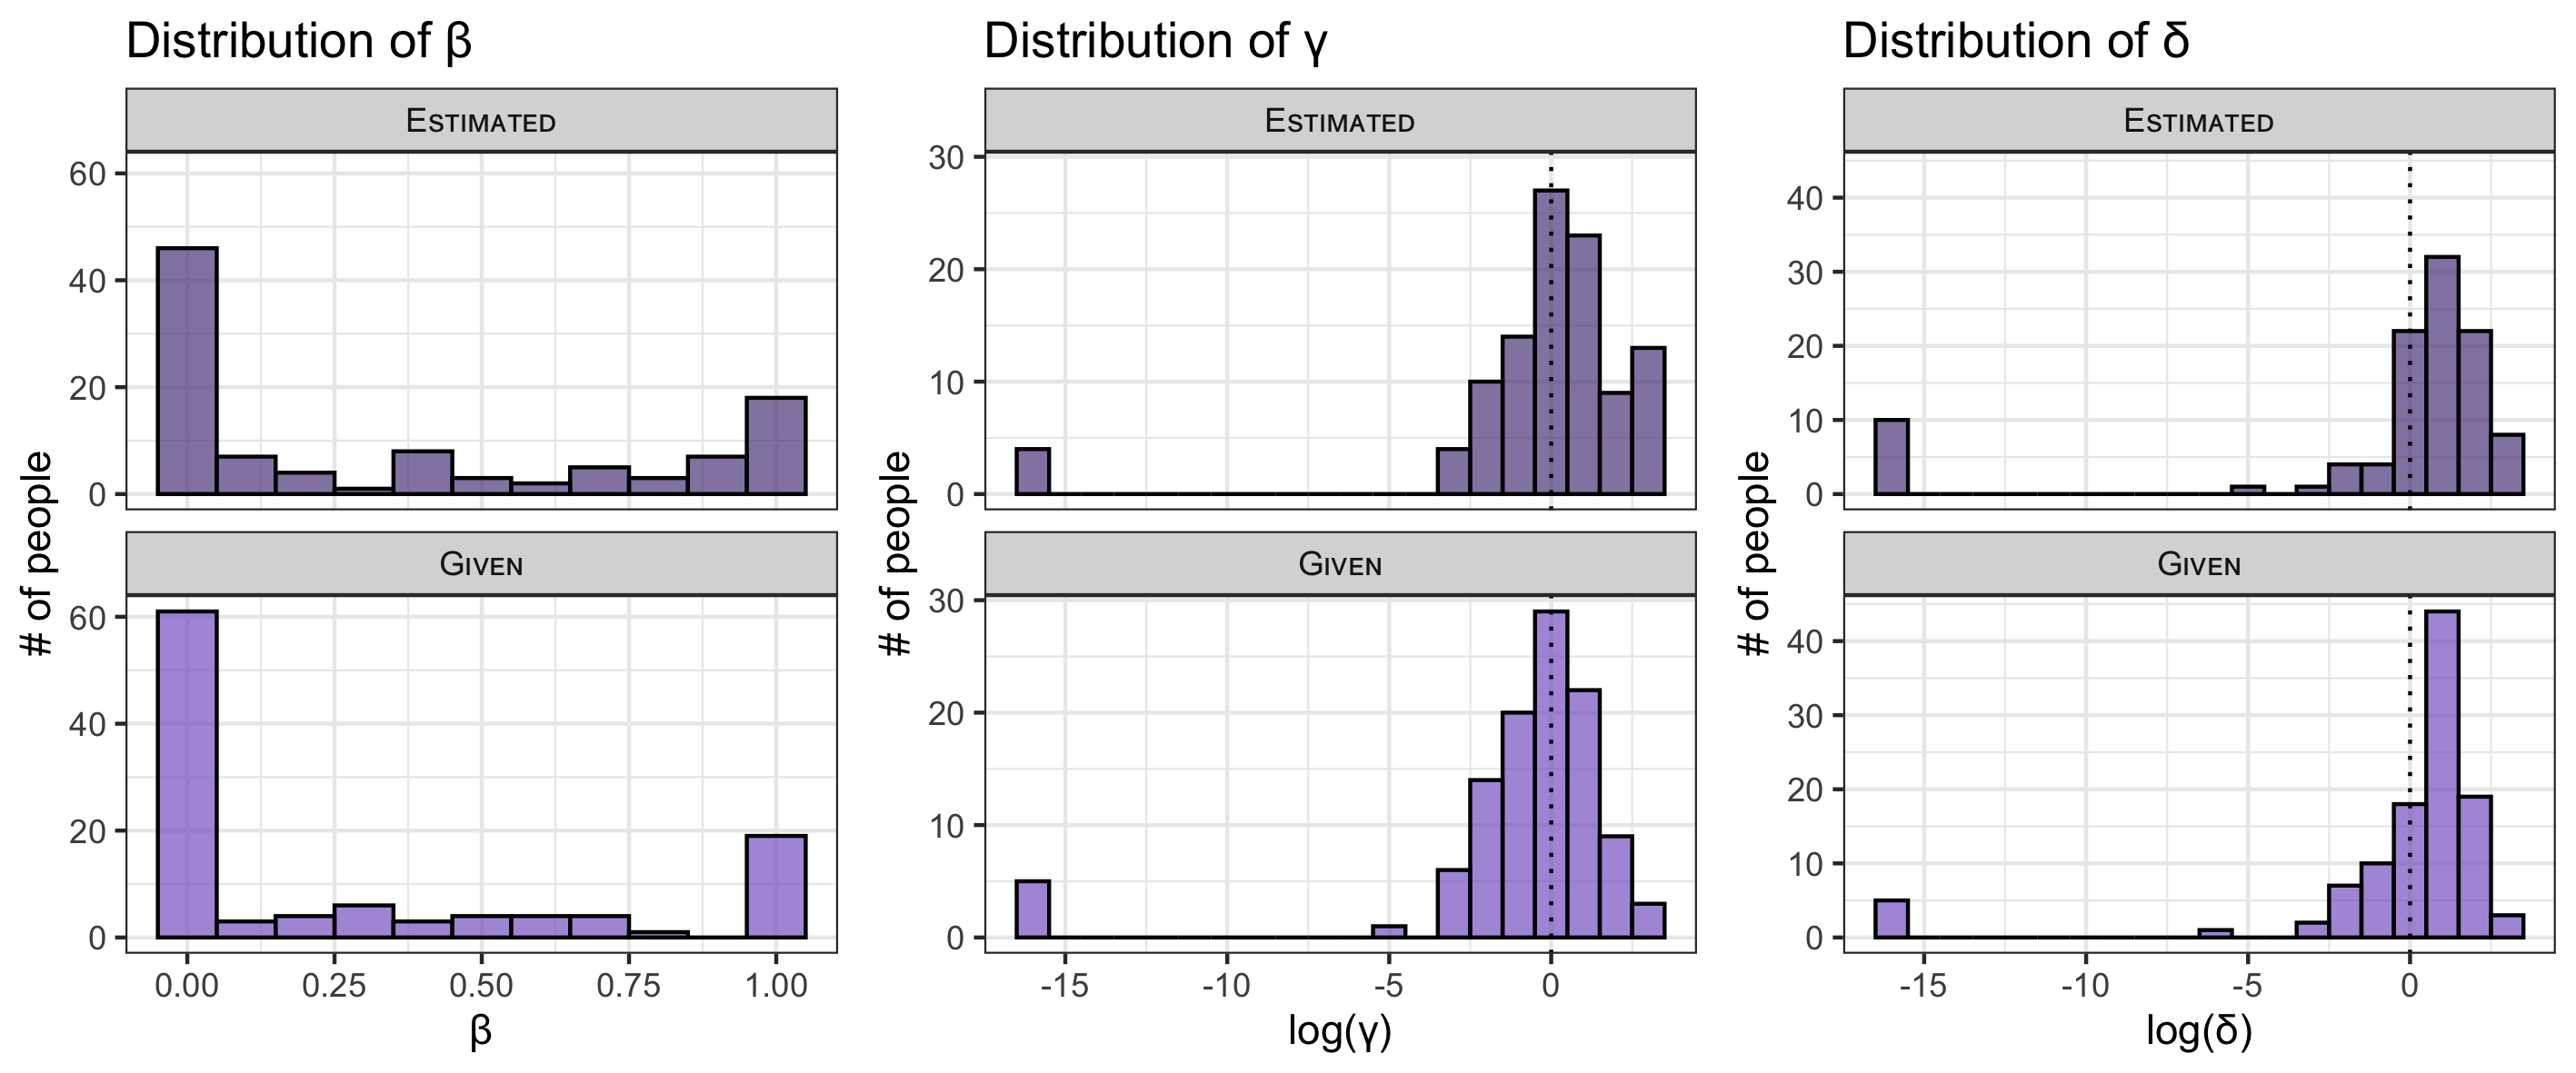 Distribution of β
Estimated
60
40
20
0
Given
60
40
20
0
0.00 0.25 0.50 0.75 1.00
β
# of people
Distribution of γ
Estimated
30
20
10
0
Given
30
20
10
0
-15 -10 -5 0
log(γ)
# of people
Distribution of δ
Estimated
40
30
20
10
0
Given
40
30
20
10
0
-15 -10 -5 0
log(δ)
# of people